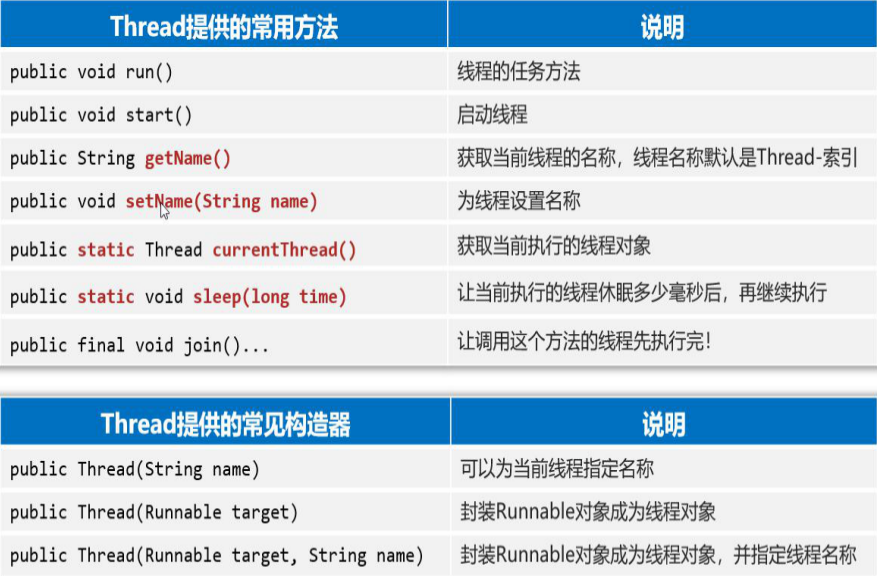 Thread提供的常用方法 说明
public void run() 线程的任务方法
public void start() 启动线程
public String getName() 获取当前线程的名称，线程名称默认是Thread-索引
public void setName(String name) 为线程设置名称
public static Thread currentThread() 获取当前执行的线程对象
public static void sleep(long time) 让当前执行的线程休眠多少毫秒后，再继续执行
public final void join()... 让调用这个方法的线程先执行完！
Thread提供的常见构造器 说明
public Thread(String name) 可以为当前线程指定名称
public Thread(Runnable target) 封装Runnable对象成为线程对象
public Thread(Runnable target, String name) 封装Runnable对象成为线程对象，并指定线程名称